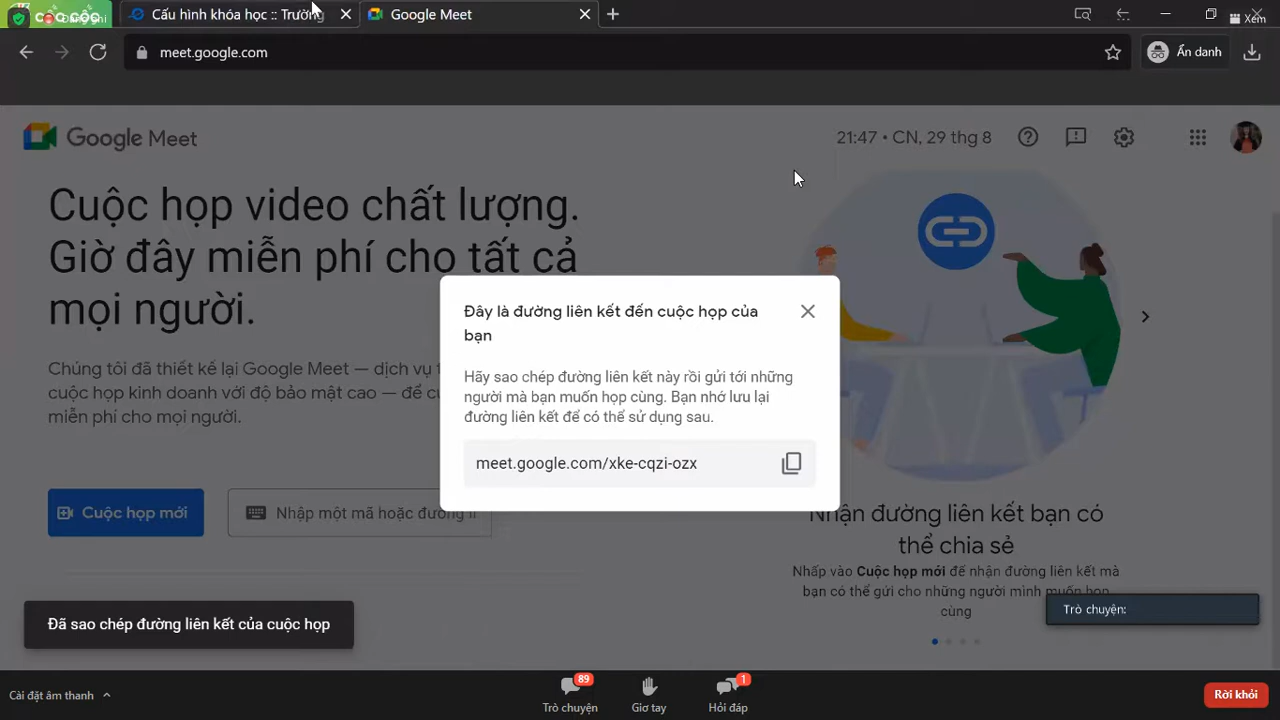 cốc cốc
Cấu hình khóa học :: Trường
Google Meet
Xem
meet.google.com
Ẩn danh
Google Meet
21:47 • CN, 29 thg 8
Cuộc họp video chất lượng.
Giờ đây miễn phí cho tất cả
mọi người.
Chúng tôi đã thiết kế lại Google Meet — dịch vụ
cuộc họp kinh doanh với độ bảo mật cao — để
miễn phí cho mọi người.
Đây là đường liên kết đến cuộc họp của
bạn
Hãy sao chép đường liên kết này rồi gửi tới những
người mà bạn muốn họp cùng. Bạn nhớ lưu lại
đường liên kết để có thể sử dụng sau.
meet.google.com/xke-cqzi-ozx
Cuộc họp mới
Nhập một mã hoặc đường
Nhận đường liên kết bạn có
thể chia sẻ
Nhấp vào Cuộc họp mới để nhận đường liên kết mà
bạn có thể gửi cho những người mình muốn họp
cùng
Trò chuyện:
Đã sao chép đường liên kết của cuộc họp
Cài đặt âm thanh
89
Trò chuyện
Giơ tay
1
Hỏi đáp
Rời khỏi